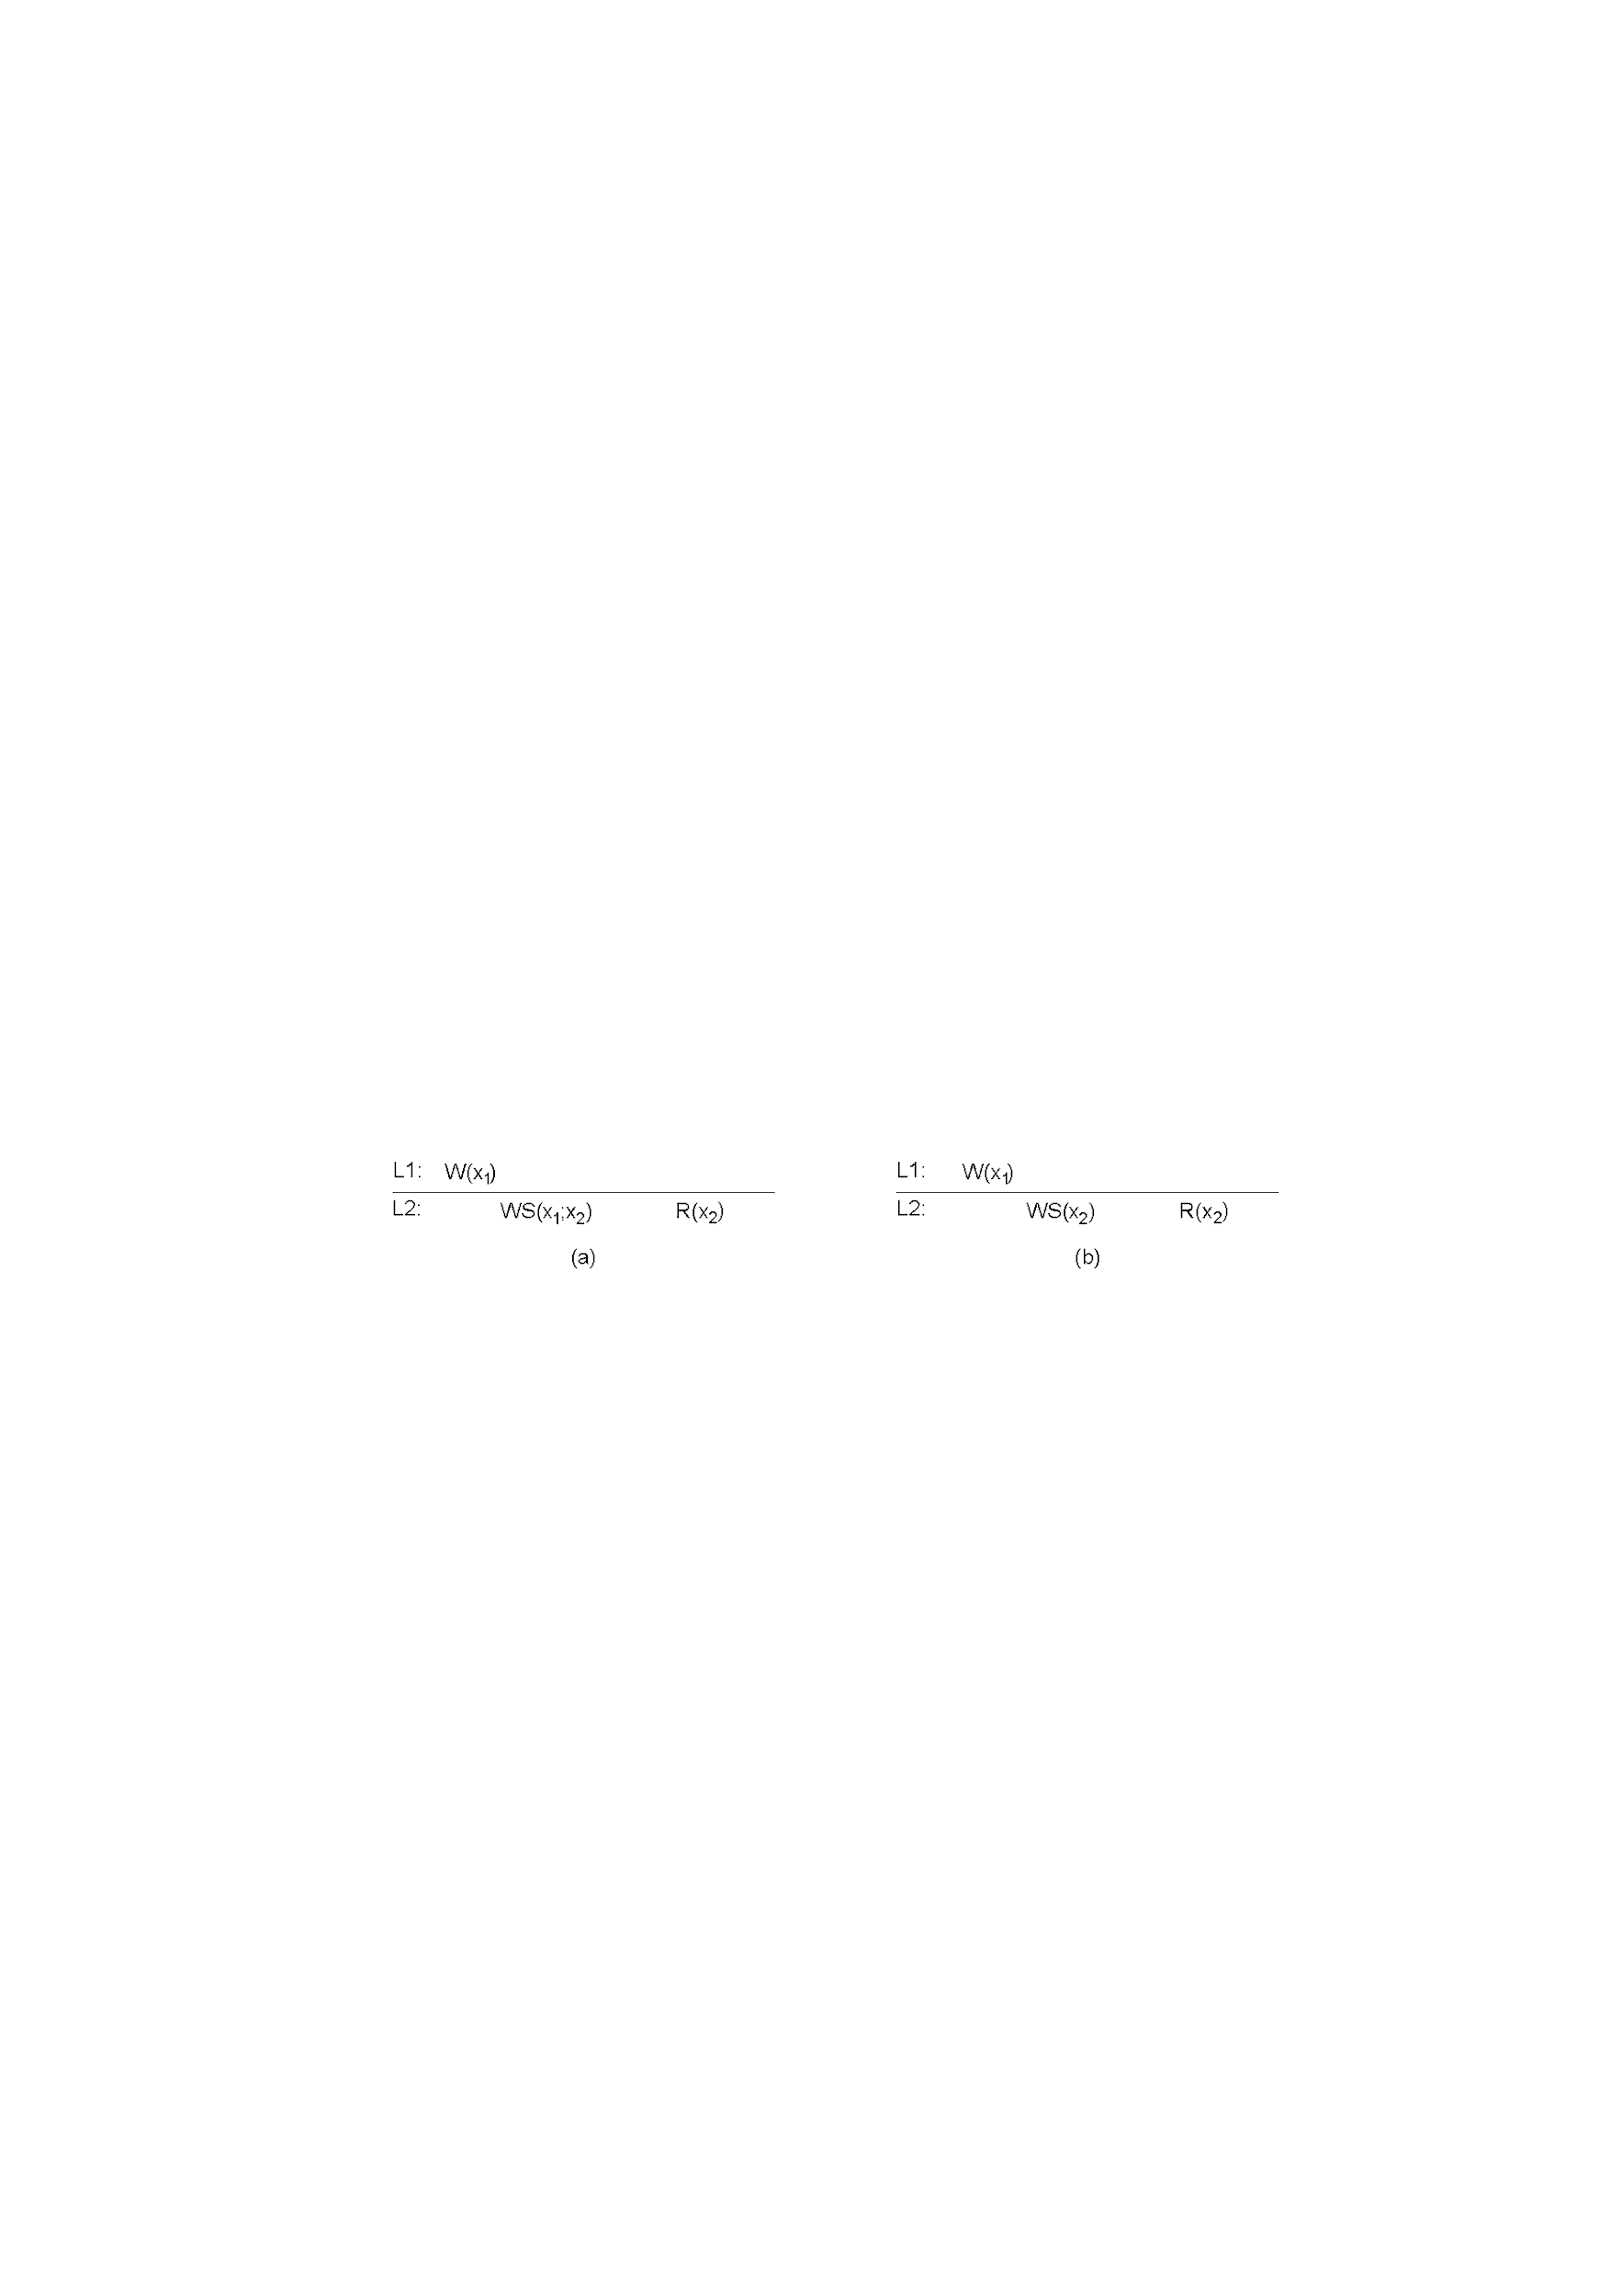 L1: W(x₁)
L2: WS(x₁;x₂) R(x₂)
(a)
L1: W(x₁)
L2: WS(x₂) R(x₂)
(b)